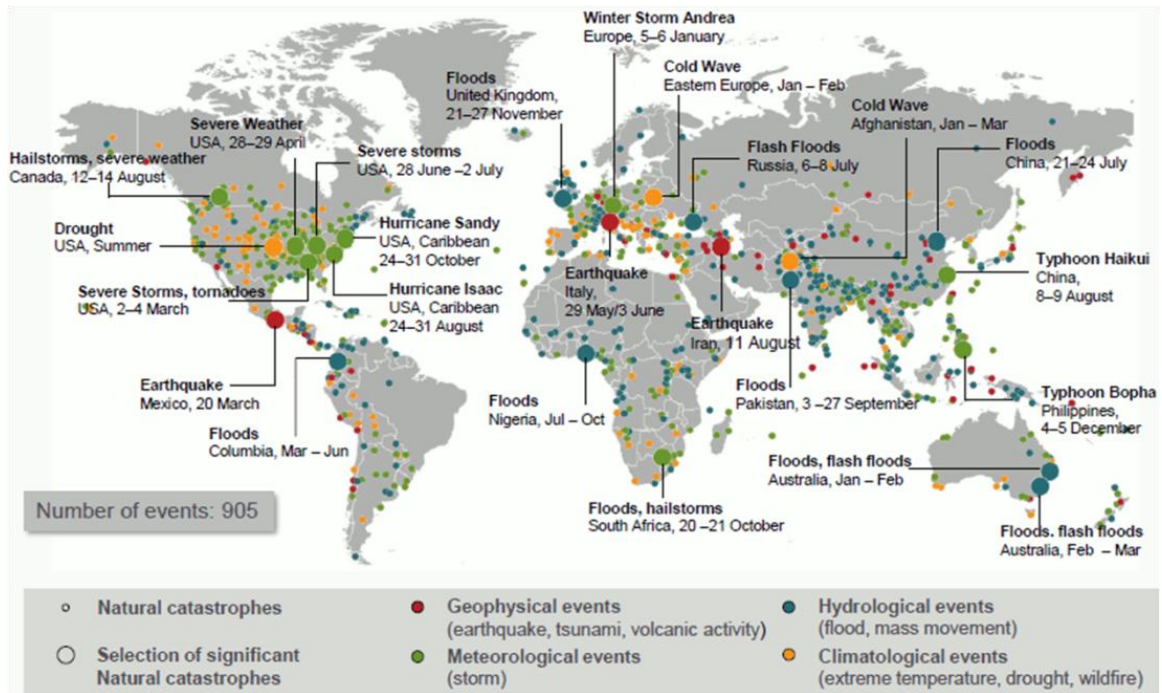 Winter Storm Andrea
Europe, 5–6 January
Cold Wave
Eastern Europe, Jan – Feb
Floods
United Kingdom,
21–27 November
Cold Wave
Afghanistan, Jan – Mar
Severe Weather
USA, 28–29 April
Severe storms
USA, 28 June –2 July
Flash Floods
Russia, 6–8 July
Floods
China, 21–24 July
Hailstorms, severe weather
Canada, 12–14 August
Drought
USA, Summer
Hurricane Sandy
USA, Caribbean
24–31 October
Typhoon Haikui
China,
8–9 August
Severe Storms, tornadoes
USA, 2–4 March
Hurricane Isaac
USA, Caribbean
24–31 August
Earthquake
Italy,
29 May/3 June
Earthquake
Iran, 11 August
Earthquake
Mexico, 20 March
Floods
Columbia, Mar – Jun
Floods
Nigeria, Jul – Oct
Floods
Pakistan, 3 –27 September
Typhoon Bopha
Philippines,
4–5 December
Floods, flash floods
Australia, Jan – Feb
Floods, hailstorms
South Africa, 20 –21 October
Floods. flash floods
Australia, Feb – Mar
Number of events: 905
Natural catastrophes
Selection of significant
Natural catastrophes
Geophysical events
(earthquake, tsunami, volcanic activity)
Meteorological events
(storm)
Hydrological events
(flood, mass movement)
Climatological events
(extreme temperature, drought, wildfire)